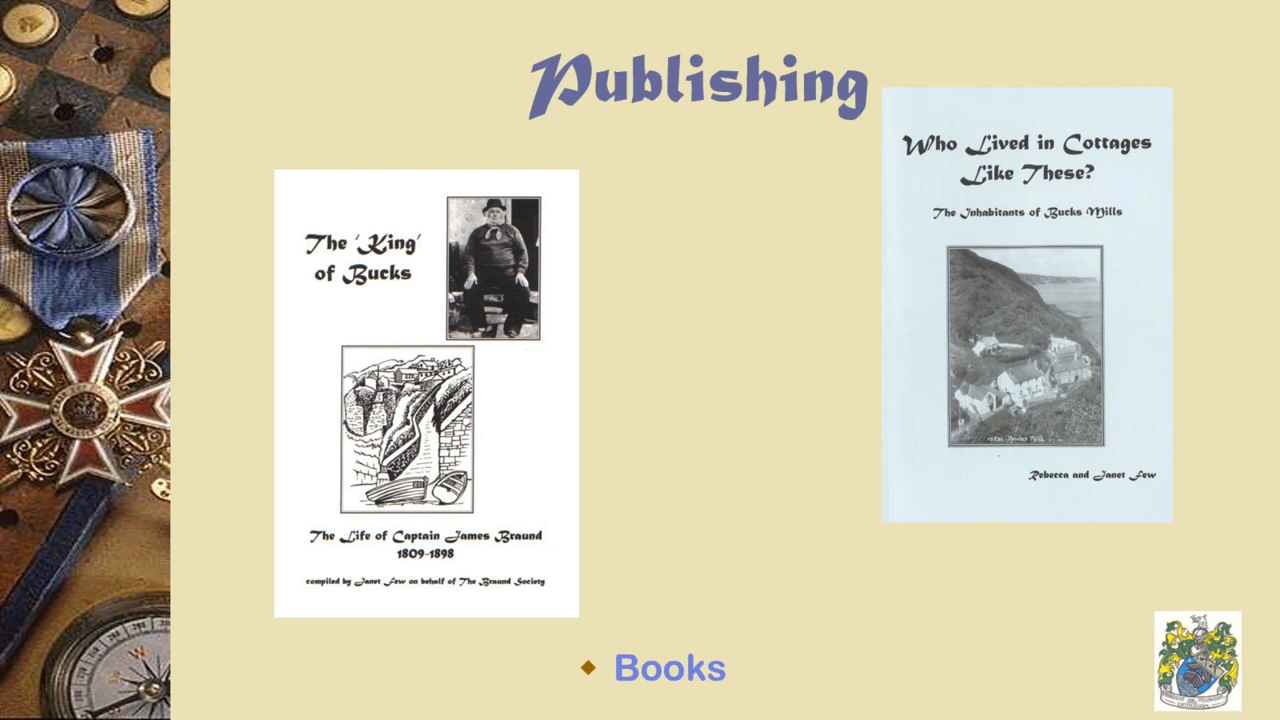 Publishing
The 'King'
of Bucks
The Life of Captain James Braund
1809-1898
compiled by Janet Few on behalf of The Braund Society
Who Lived in Cottages
Like These?
The Inhabitants of Bucks Mills
Rebecca and Janet Few
Books